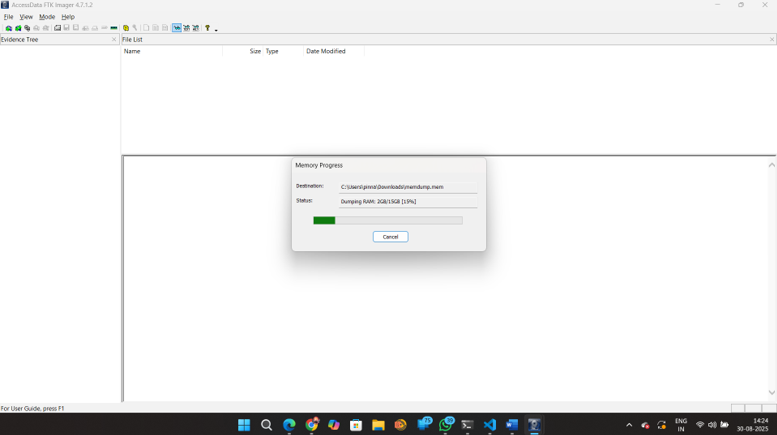 AccessData FTK Imager 4.7.1.2
File View Mode Help
Evidence Tree
File List
Name Size Type Date Modified
Memory Progress
Destination: C:\Users\pinna\Downloads\memdump.mem
Status: Dumping RAM: 2GB/15GB [15%]
Cancel
For User Guide, press F1
ENG
IN
14:24
30-08-2025